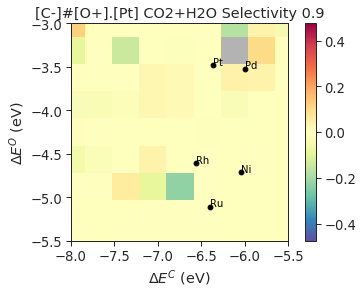 [C-]#[O+].[Pt] CO2+H2O Selectivity 0.9
−3.0
−3.5
−4.0
−4.5
−5.0
−5.5
ΔE^O (eV)
Pt
Pd
Rh
Ni
Ru
−8.0 −7.5 −7.0 −6.5 −6.0 −5.5
ΔE^C (eV)
0.4
0.2
0.0
−0.2
−0.4